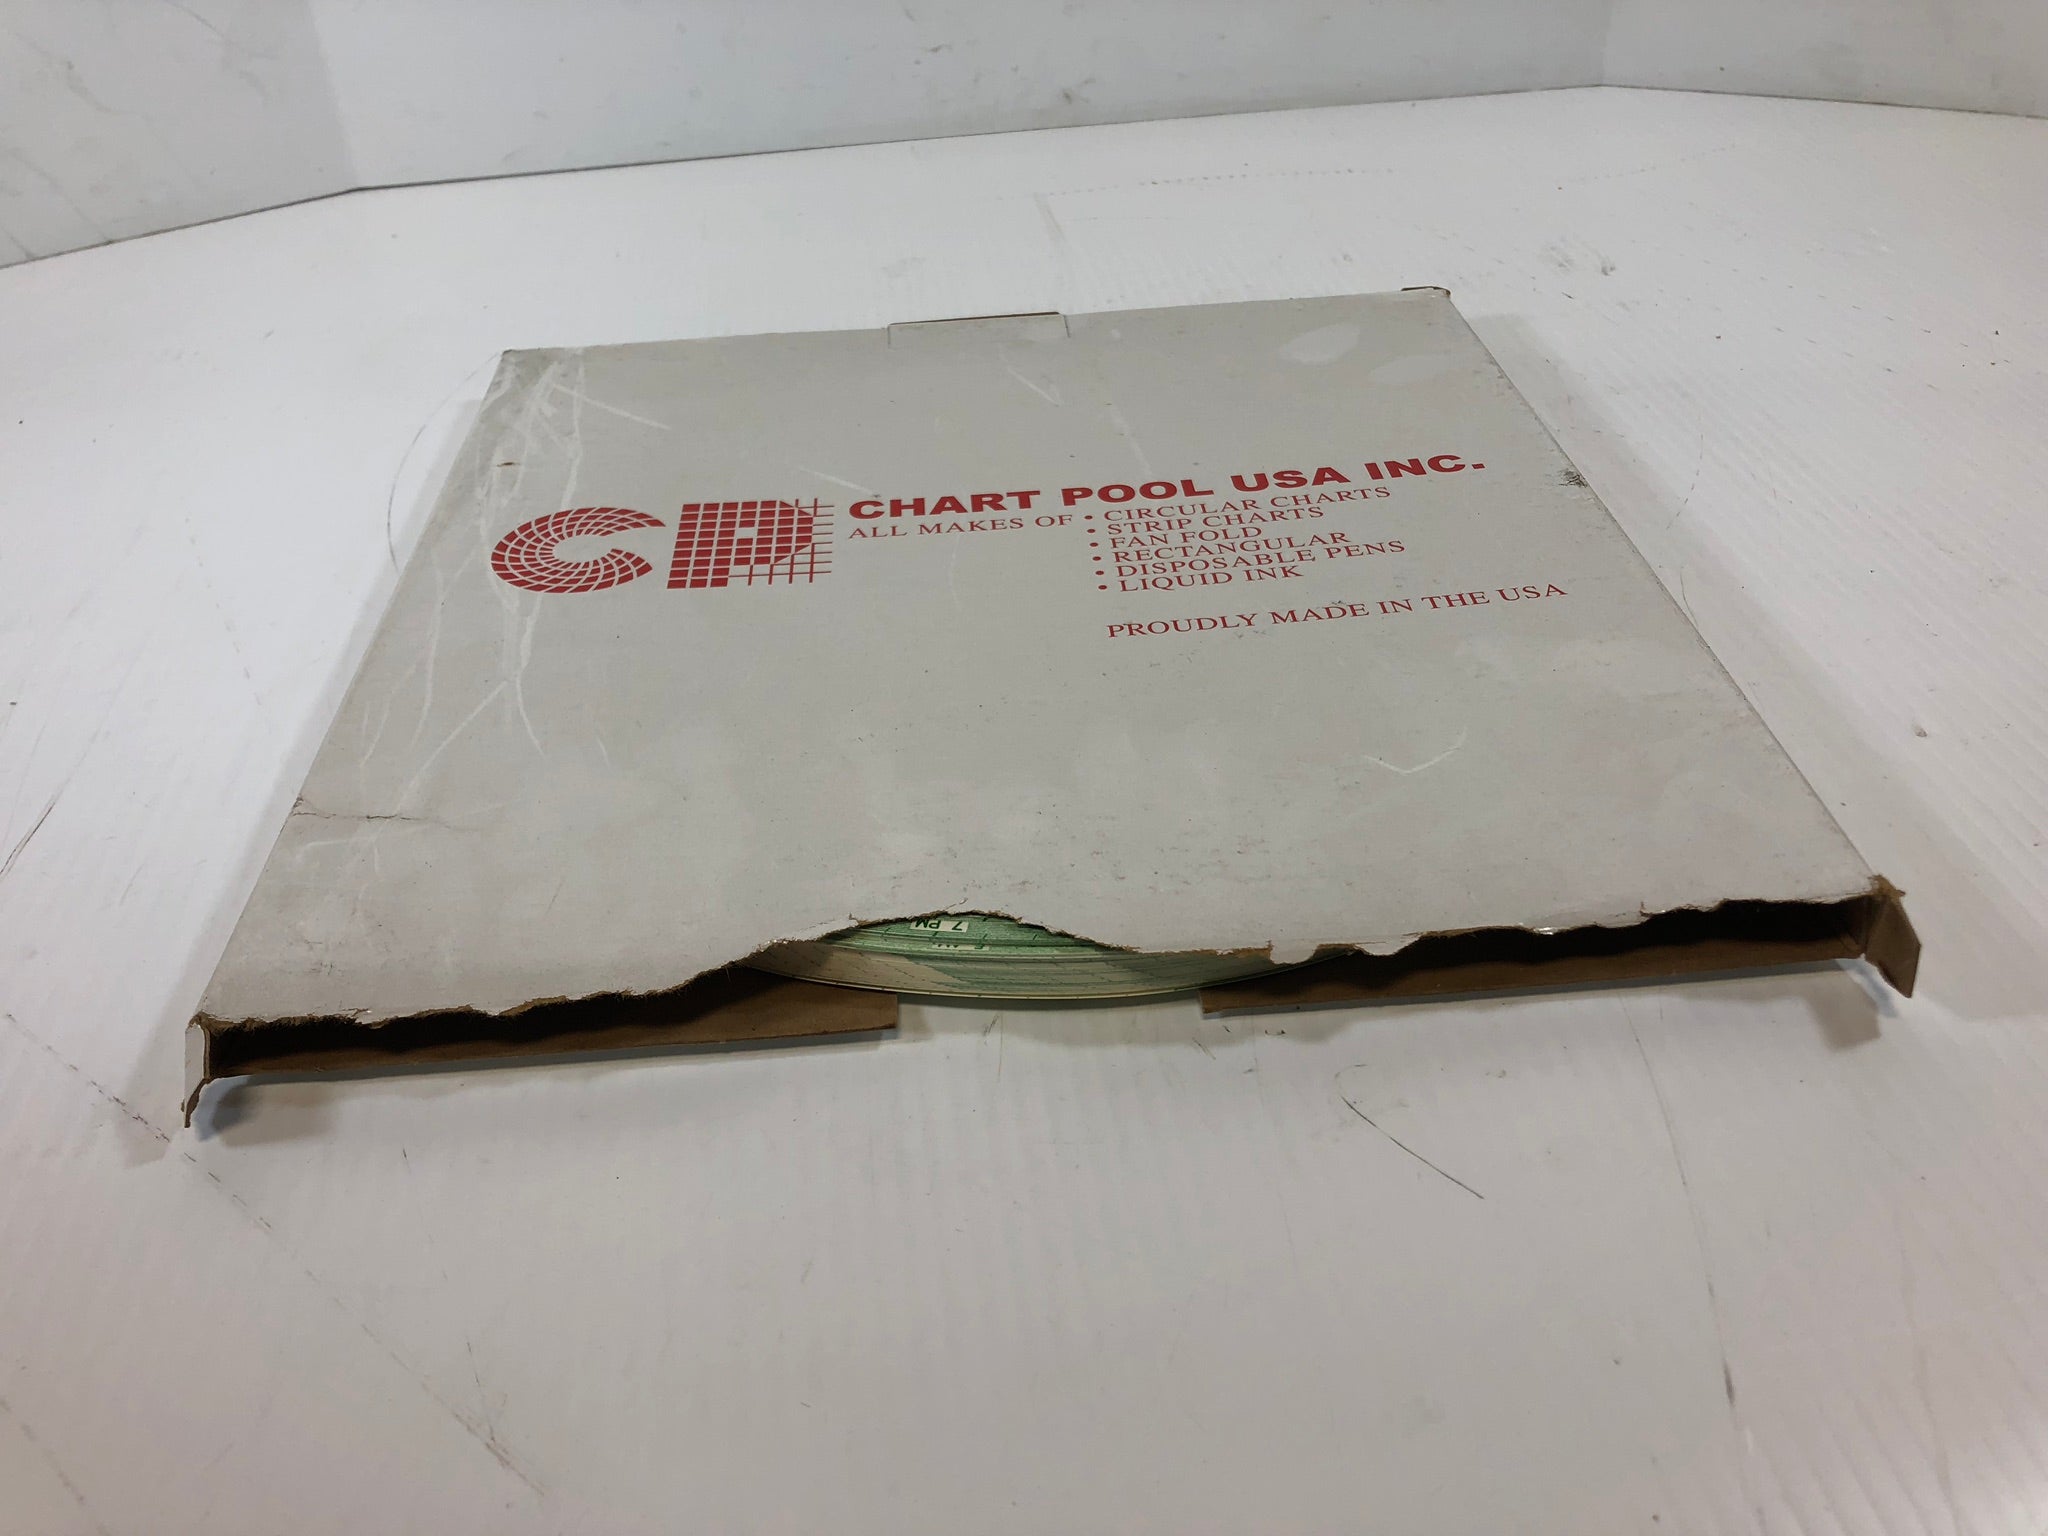 CP
CHART POOL USA INC.
ALL MAKES OF • CIRCULAR CHARTS
• STRIP CHARTS
• FAN FOLD
• RECTANGULAR
• DISPOSABLE PENS
• LIQUID INK
PROUDLY MADE IN THE USA
7 PM